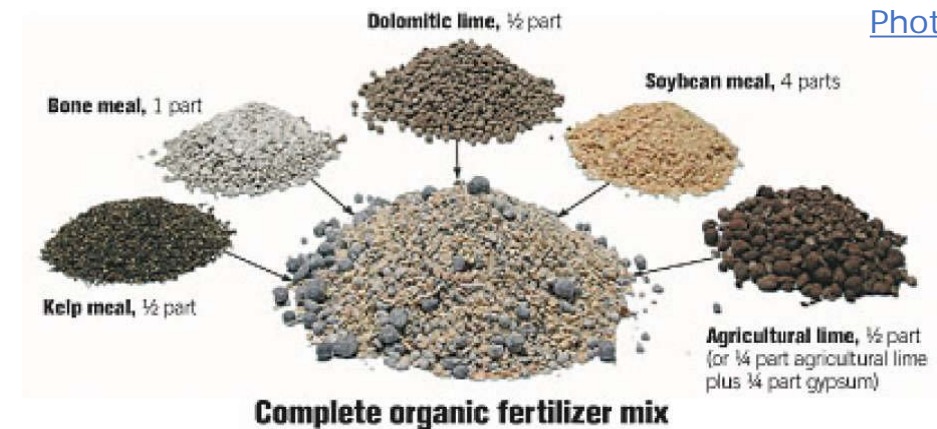 Dolomitic lime, ½ part
Phot
Soybean meal, 4 parts
Bone meal, 1 part
Kelp meal, ½ part
Agricultural lime, ½ part
(or ¼ part agricultural lime
plus ¼ part gypsum)
Complete organic fertilizer mix